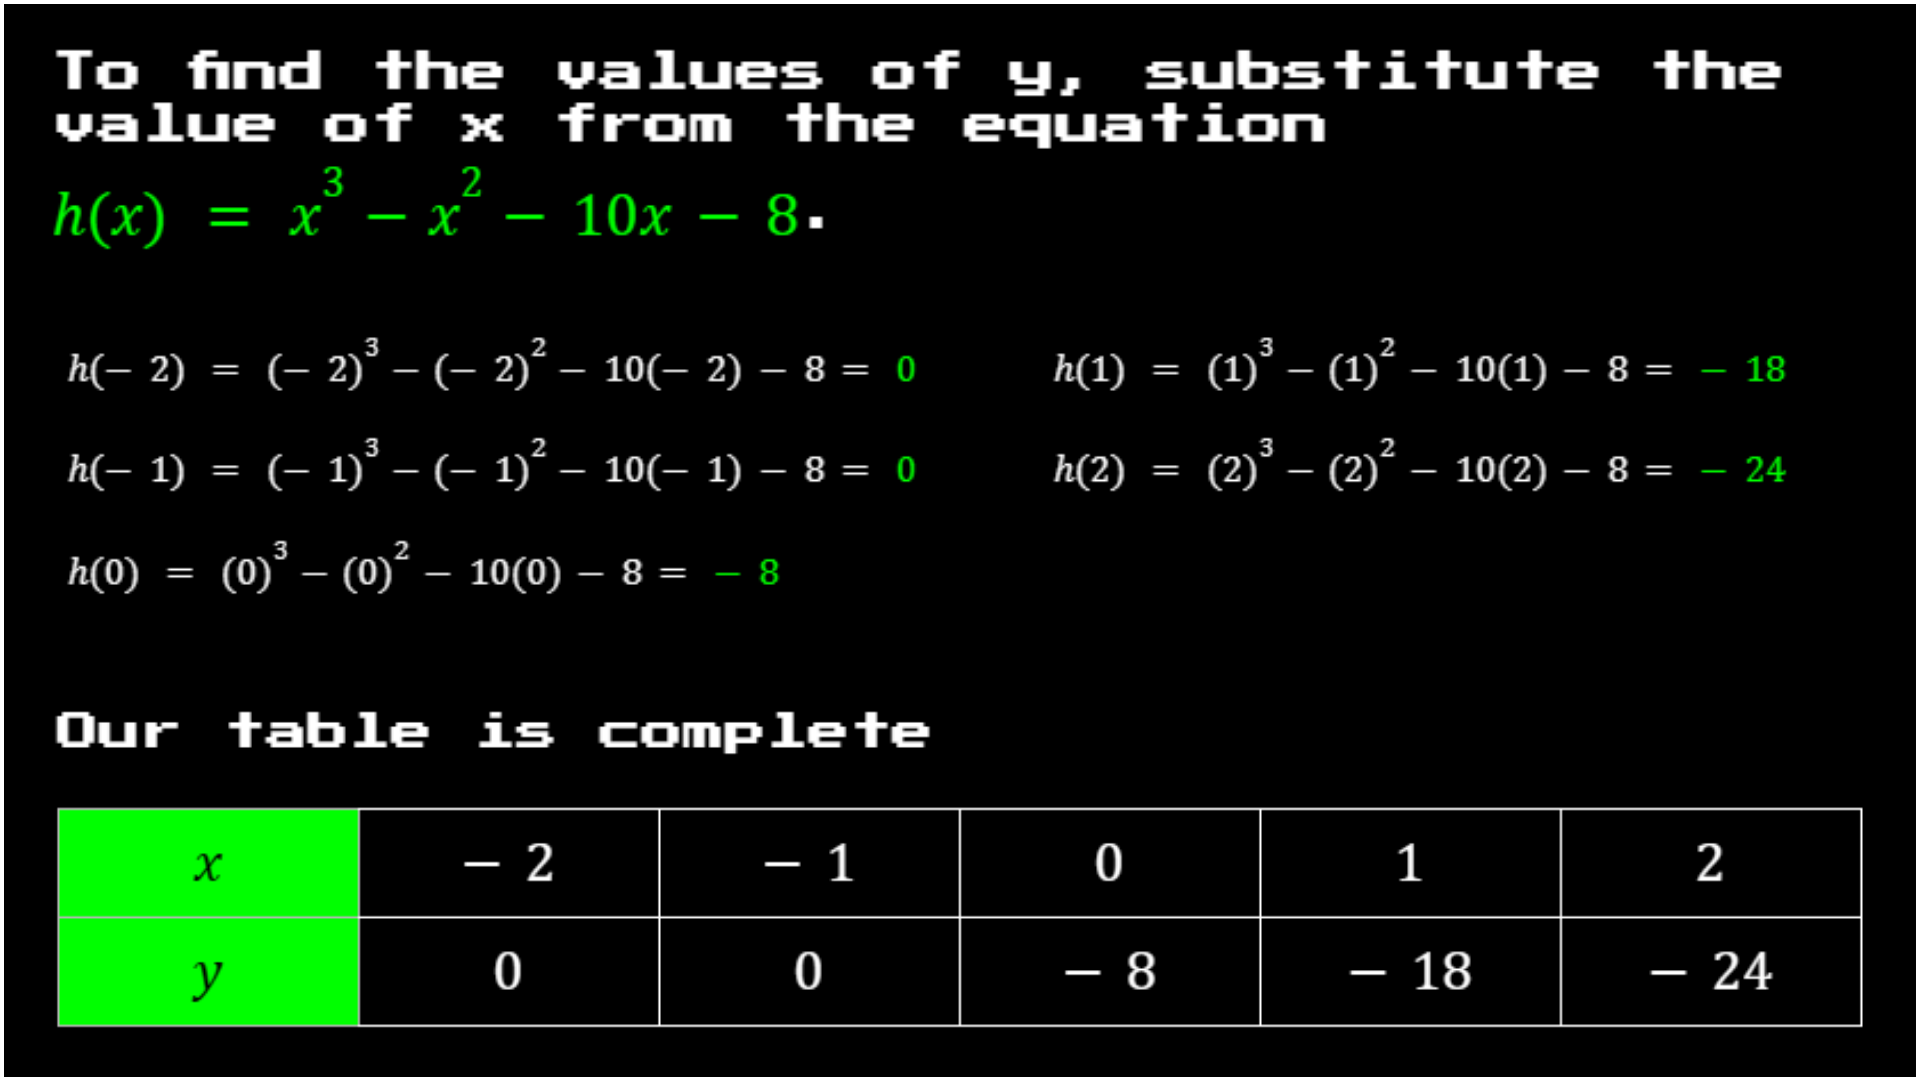 To find the values of y, substitute the
value of x from the equation
h(x) = x³ − x² − 10x − 8.
h(− 2) = (− 2)³ − (− 2)² − 10(− 2) − 8 = 0
h(− 1) = (− 1)³ − (− 1)² − 10(− 1) − 8 = 0
h(0) = (0)³ − (0)² − 10(0) − 8 = − 8
h(1) = (1)³ − (1)² − 10(1) − 8 = − 18
h(2) = (2)³ − (2)² − 10(2) − 8 = − 24
Our table is complete
x − 2 − 1 0 1 2
y 0 0 − 8 − 18 − 24